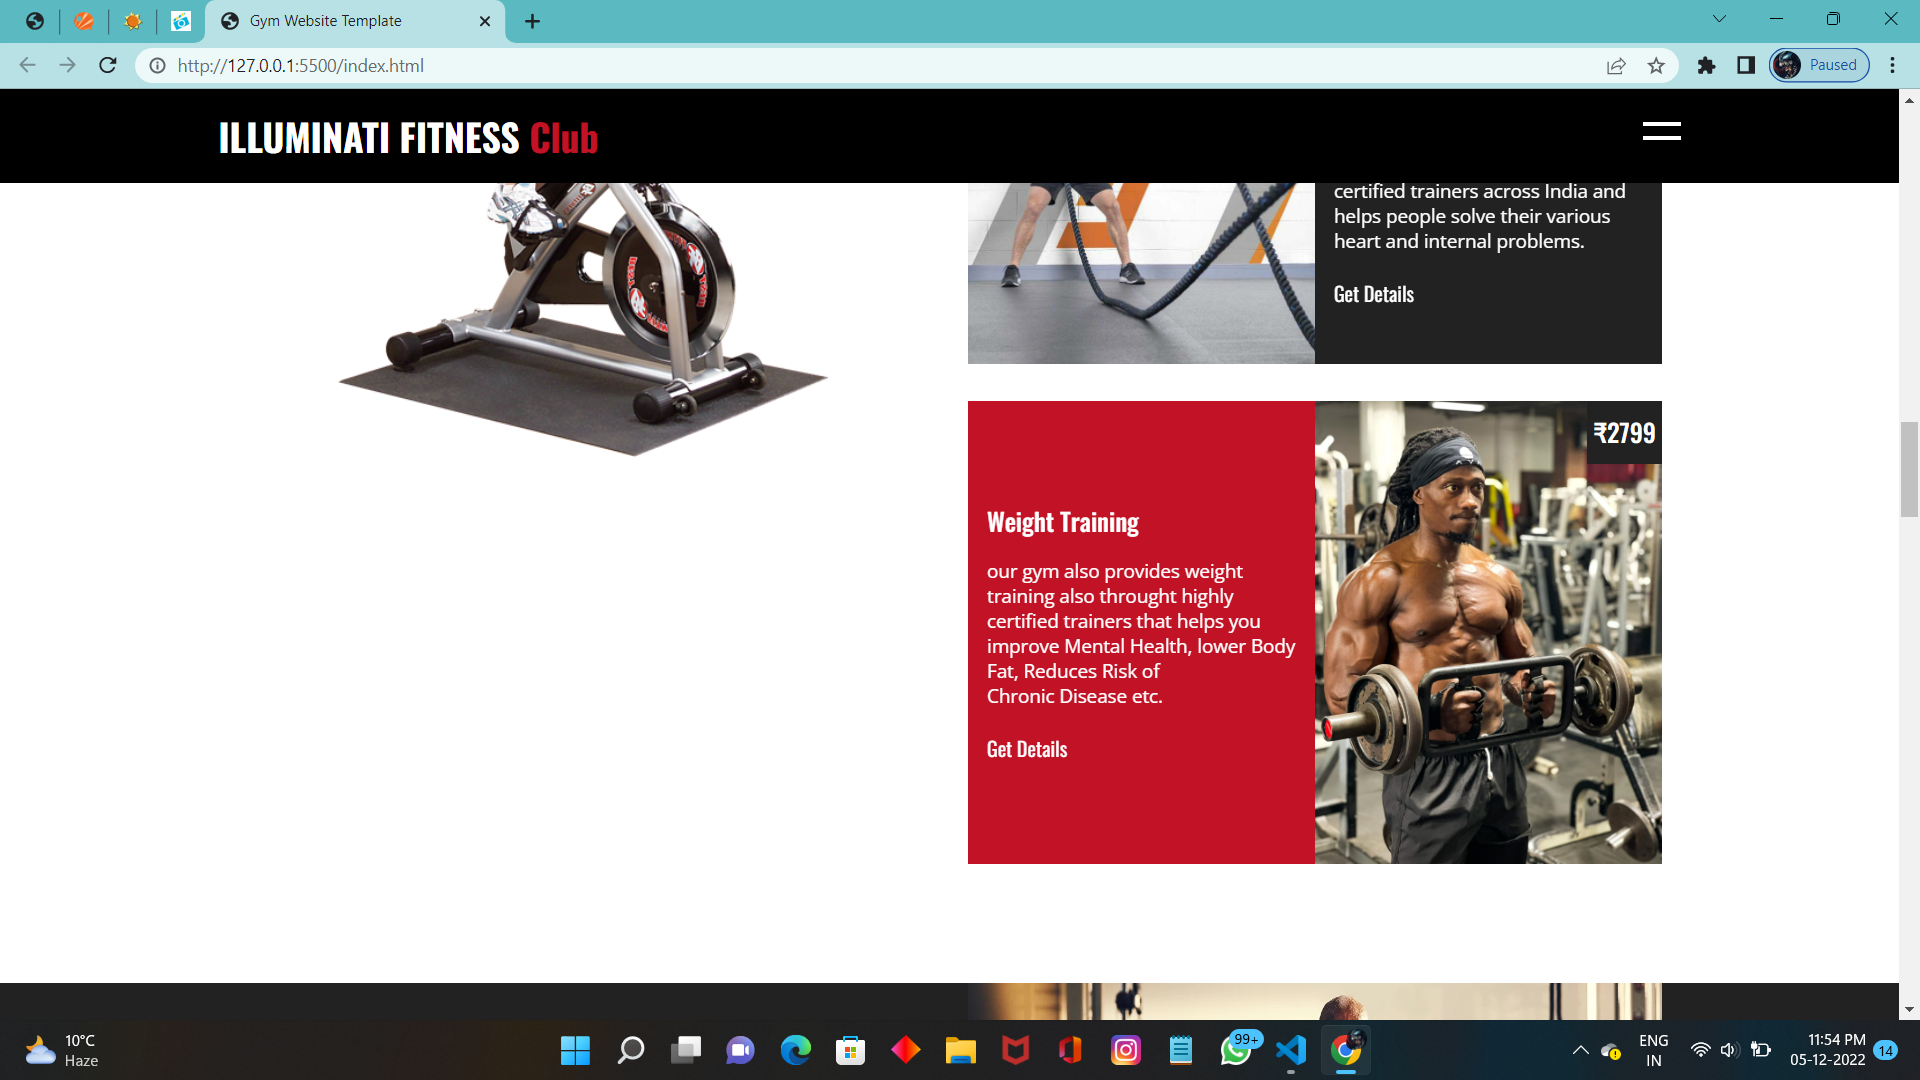 Gym Website Template
http://127.0.0.1:5500/index.html
Paused
ILLUMINATI FITNESS Club
certified trainers across India and
helps people solve their various
heart and internal problems.
Get Details
₹2799
Weight Training
our gym also provides weight
training also throught highly
certified trainers that helps you
improve Mental Health, lower Body
Fat, Reduces Risk of
Chronic Disease etc.
Get Details
10°C
Haze
99+
ENG
IN
11:54 PM
05-12-2022
14